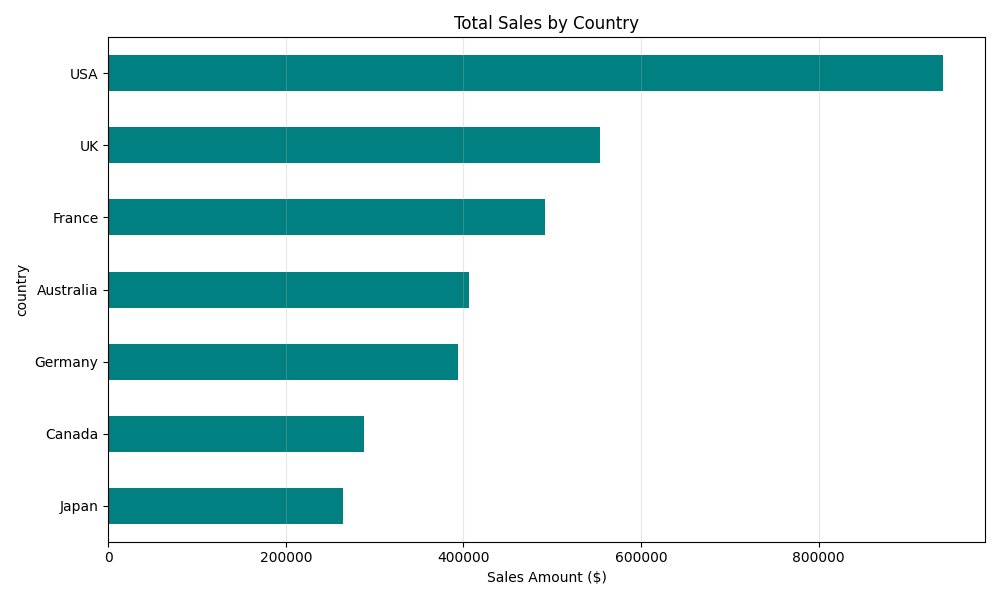 Total Sales by Country
country
USA
UK
France
Australia
Germany
Canada
Japan
0 200000 400000 600000 800000
Sales Amount ($)